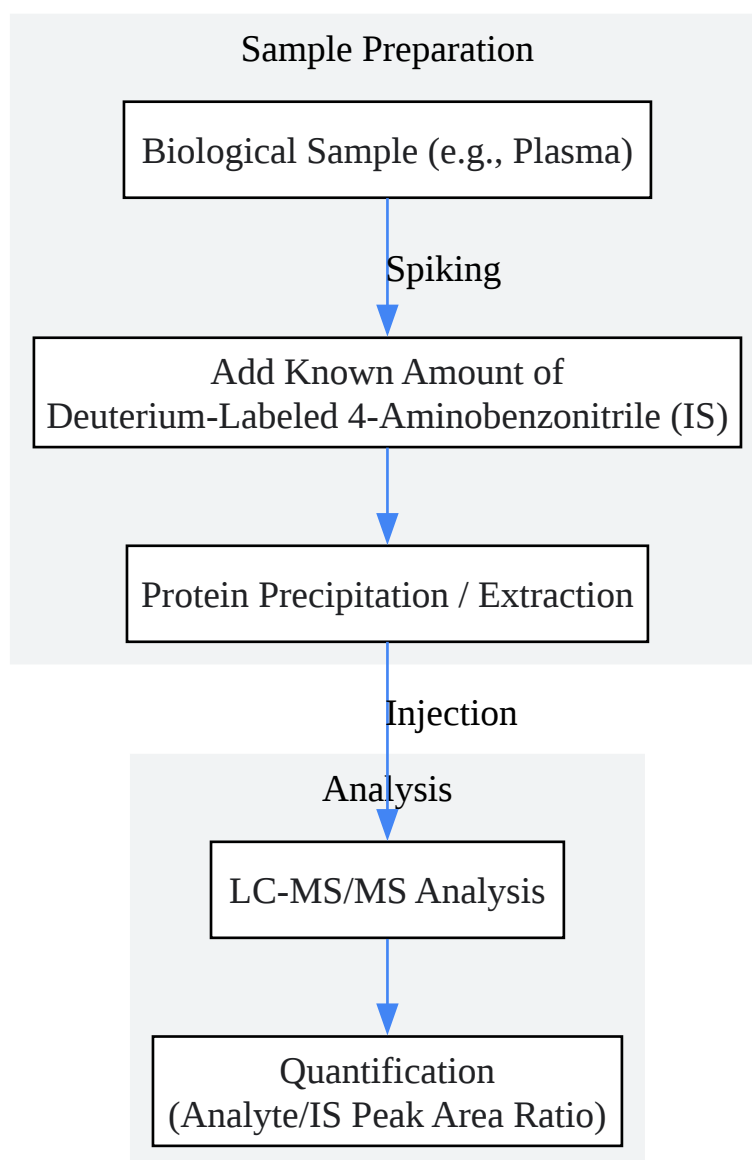 Sample Preparation
Biological Sample (e.g., Plasma)
Spiking
Add Known Amount of
Deuterium-Labeled 4-Aminobenzonitrile (IS)
Protein Precipitation / Extraction
Injection
Analysis
LC-MS/MS Analysis
Quantification
(Analyte/IS Peak Area Ratio)